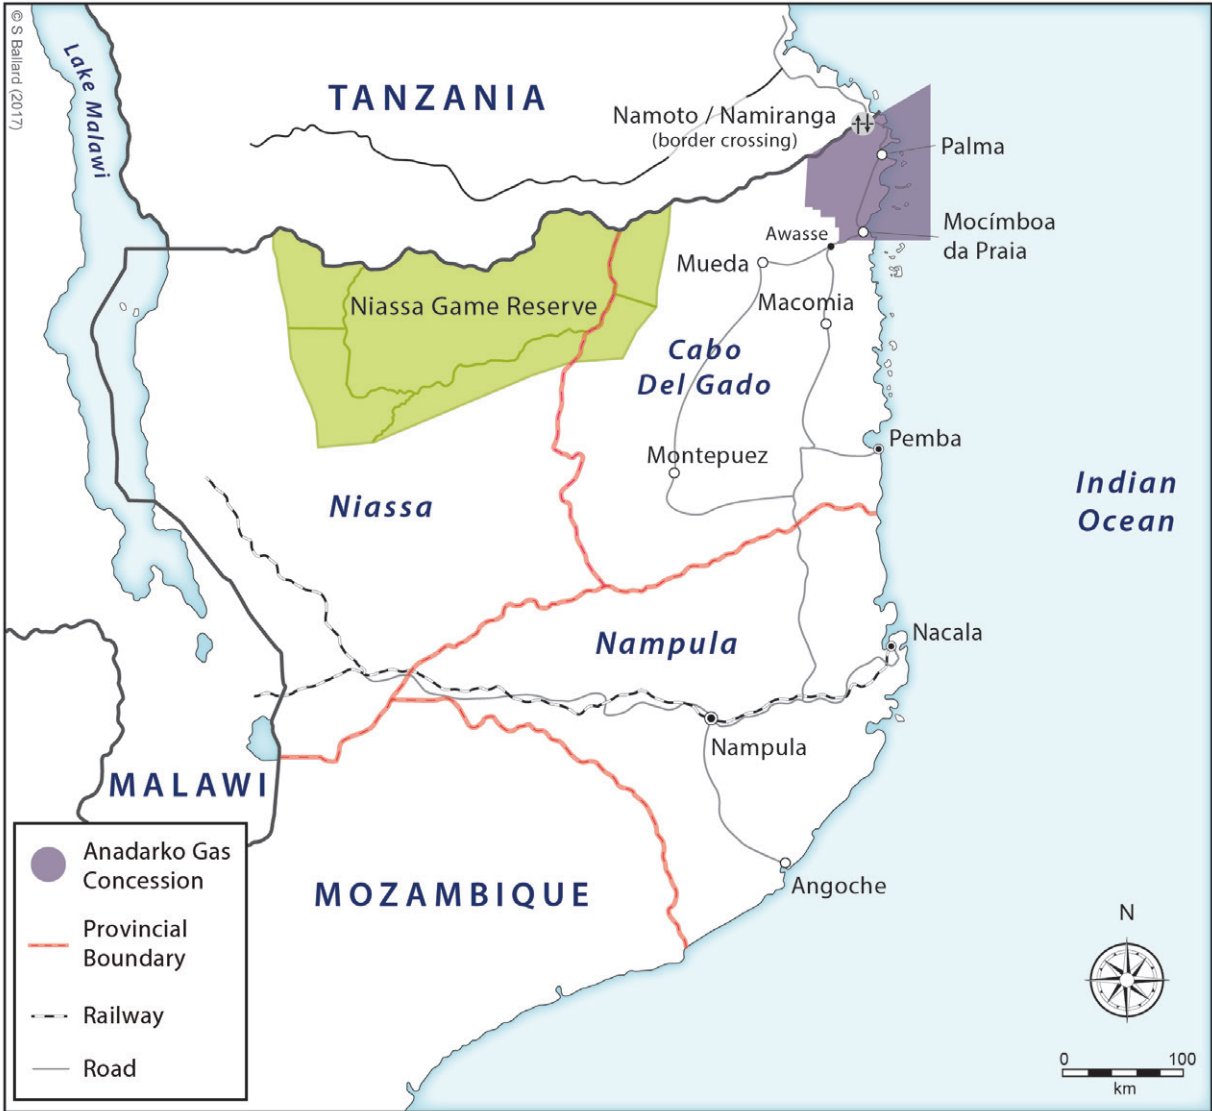 © S Ballard (2017)
Lake Malawi
TANZANIA
Namoto / Namiranga
(border crossing)
Palma
Mocímboa
da Praia
Awasse
Mueda
Macomia
Niassa Game Reserve
Cabo
Del Gado
Pemba
Montepuez
Niassa
Indian
Ocean
Nampula
Nacala
Nampula
MALAWI
Angoche
MOZAMBIQUE
Anadarko Gas
Concession
Provincial
Boundary
Railway
Road
N
0 100
km